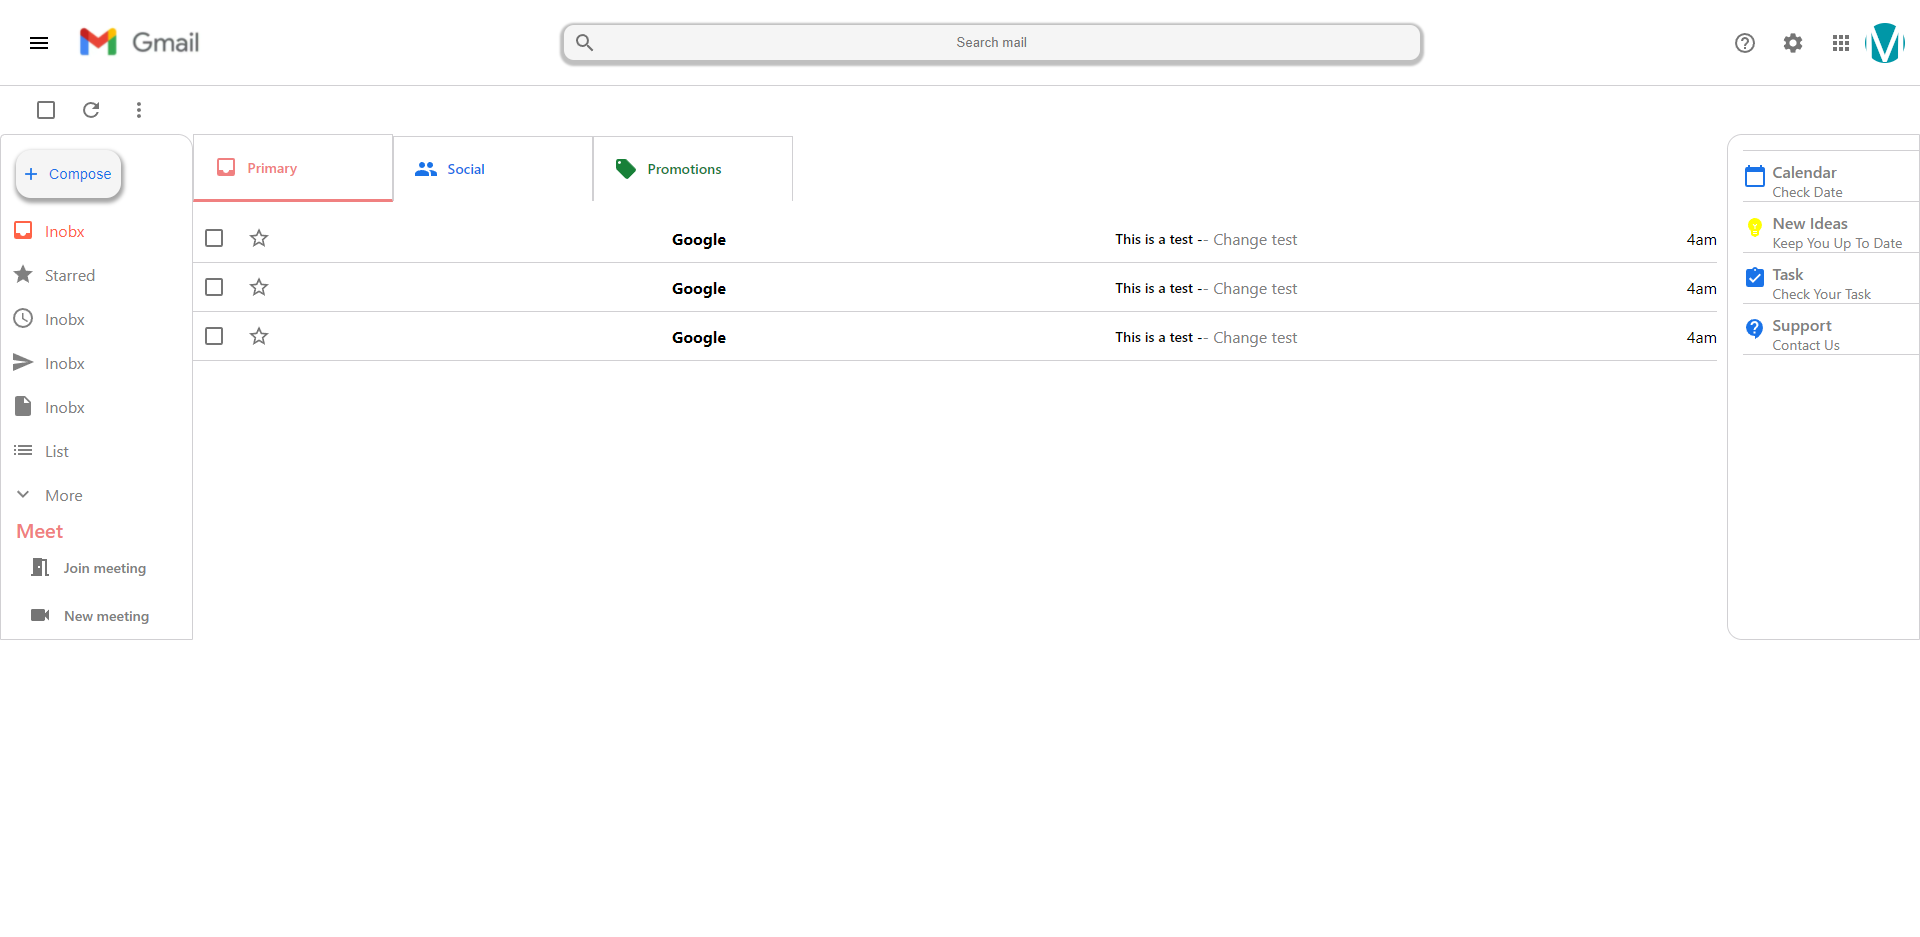 Gmail
Search mail
Compose
Inobx
Starred
Inobx
Inobx
Inobx
List
More
Meet
Join meeting
New meeting
Primary
Social
Promotions
Google This is a test -- Change test 4am
Google This is a test -- Change test 4am
Google This is a test -- Change test 4am
Calendar
Check Date
New Ideas
Keep You Up To Date
Task
Check Your Task
Support
Contact Us